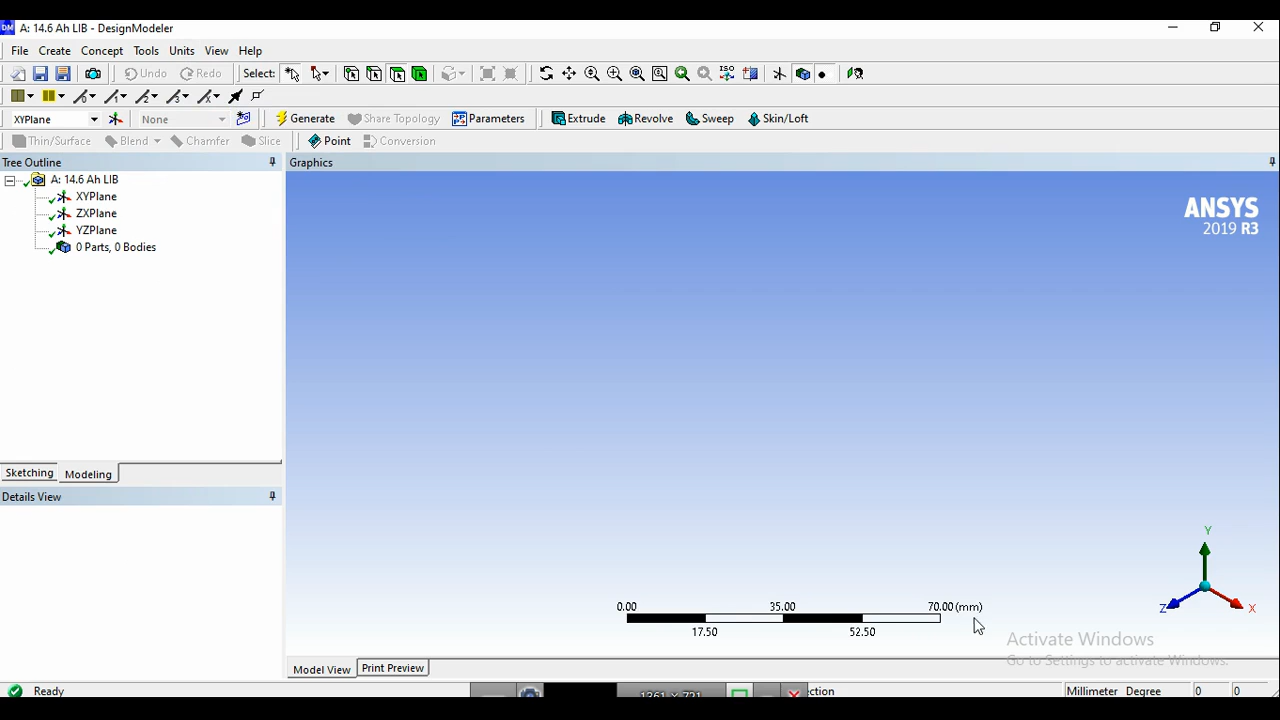 A: 14.6 Ah LIB - DesignModeler
File Create Concept Tools Units View Help
Undo Redo Select: ISO
XYPlane None Generate Share Topology Parameters Extrude Revolve Sweep Skin/Loft
Thin/Surface Blend Chamfer Slice Point Conversion
Tree Outline
A: 14.6 Ah LIB
XYPlane
ZXPlane
YZPlane
0 Parts, 0 Bodies
Sketching Modeling
Details View
Graphics
ANSYS
2019 R3
0.00 35.00 70.00 (mm)
17.50 52.50
Y
Z X
Activate Windows
Go to Settings to activate Windows.
Model View Print Preview
Ready 1361 x 721 ction Millimeter Degree 0 0